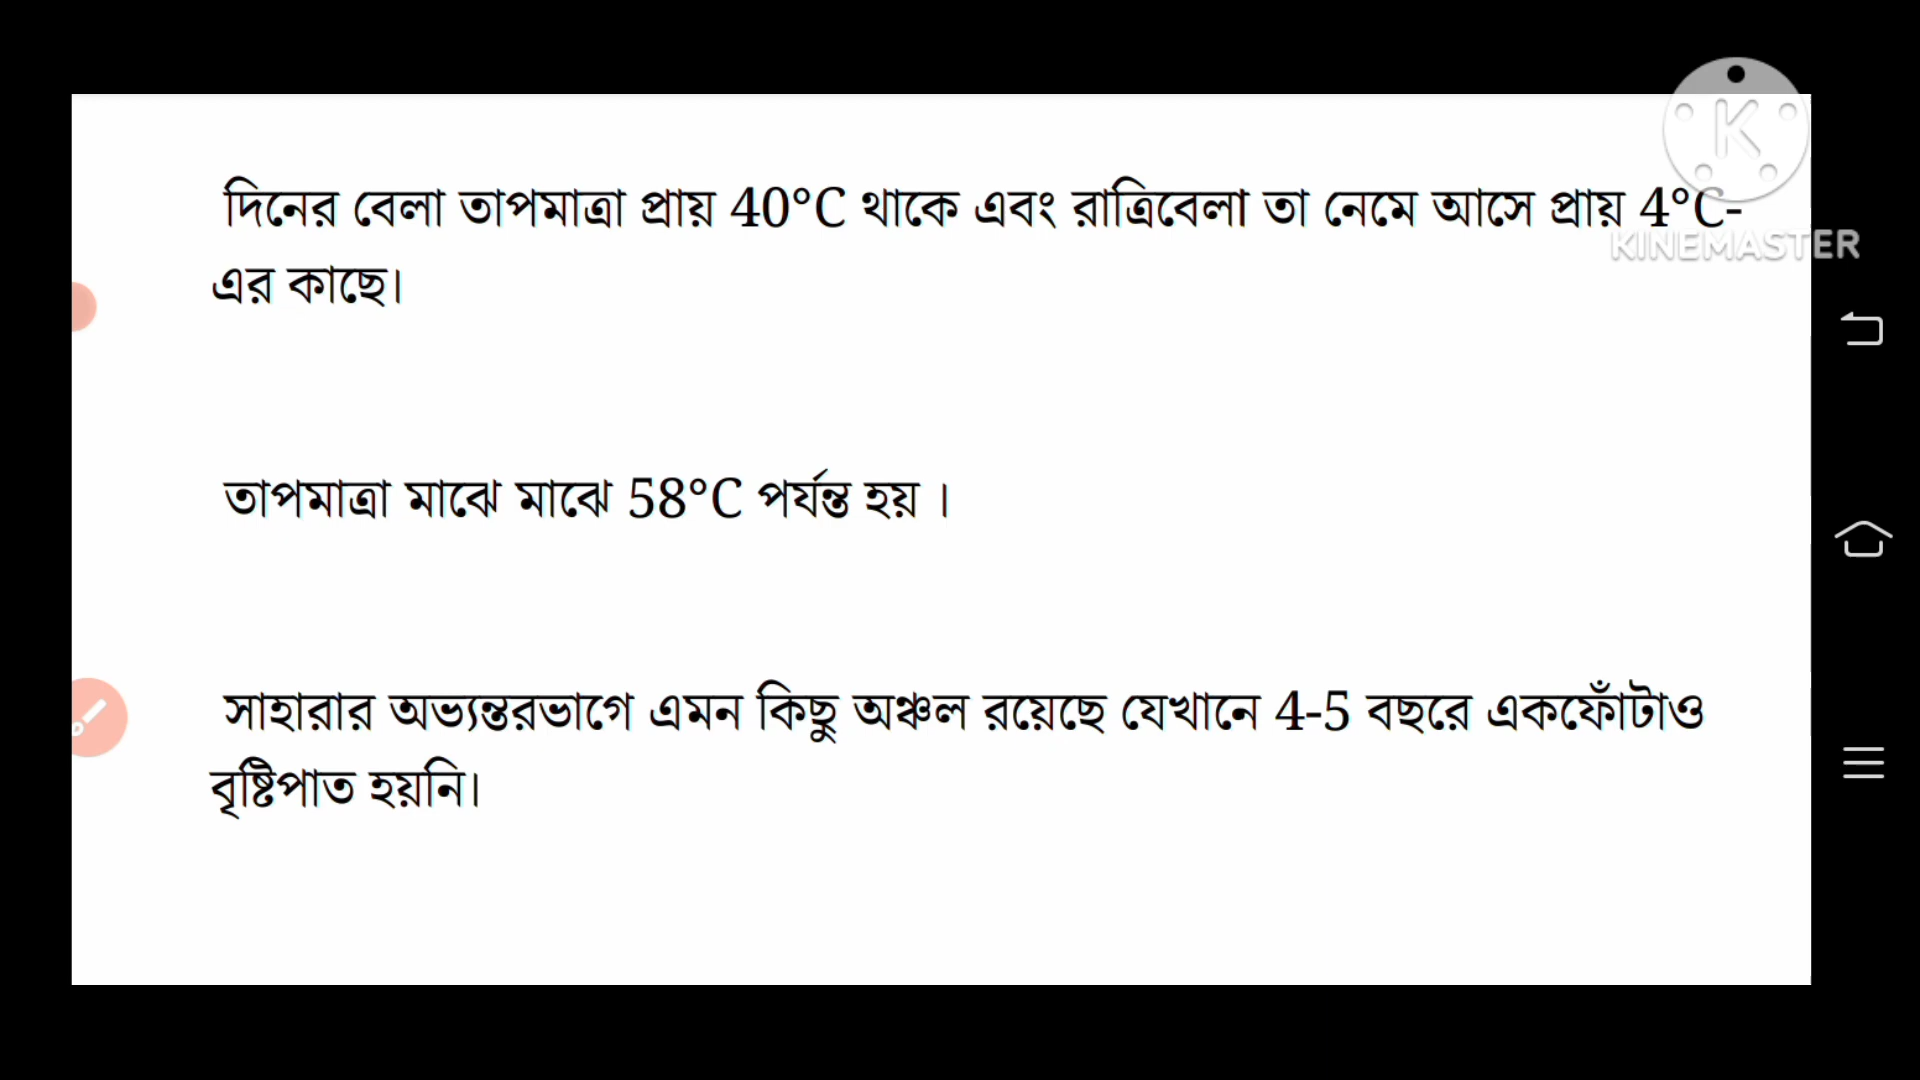 দিনের বেলা তাপমাত্রা প্রায় 40°C থাকে এবং রাত্রিবেলা তা নেমে আসে প্রায় 4°C-
এর কাছে।
তাপমাত্রা মাঝে মাঝে 58°C পর্যন্ত হয় ।
সাহারার অভ্যন্তরভাগে এমন কিছু অঞ্চল রয়েছে যেখানে 4-5 বছরে একফোঁটাও
বৃষ্টিপাত হয়নি।
K
KINEMASTER